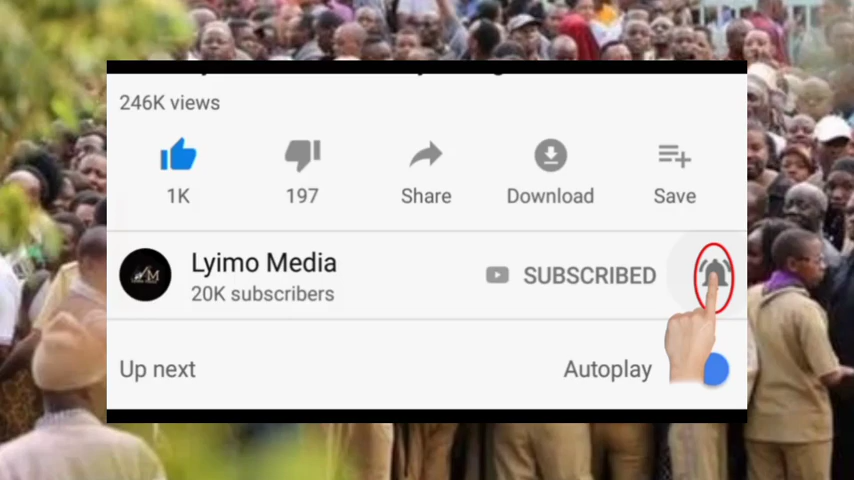 246K views
1K
197
Share
Download
Save
Lyimo Media
20K subscribers
SUBSCRIBED
Up next
Autoplay